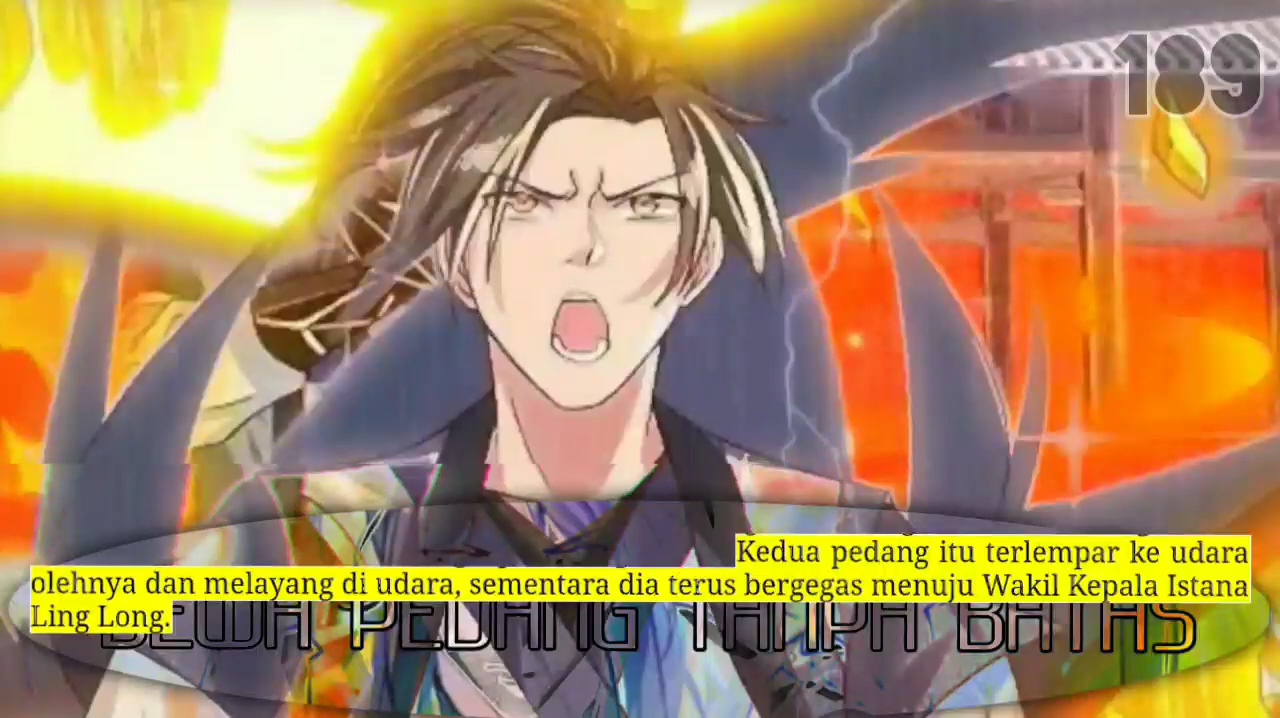 189
Kedua pedang itu terlempar ke udara
olehnya dan melayang di udara, sementara dia terus bergegas menuju Wakil Kepala Istana
Ling Long.
DEWA PEDANG TANPA BATAS